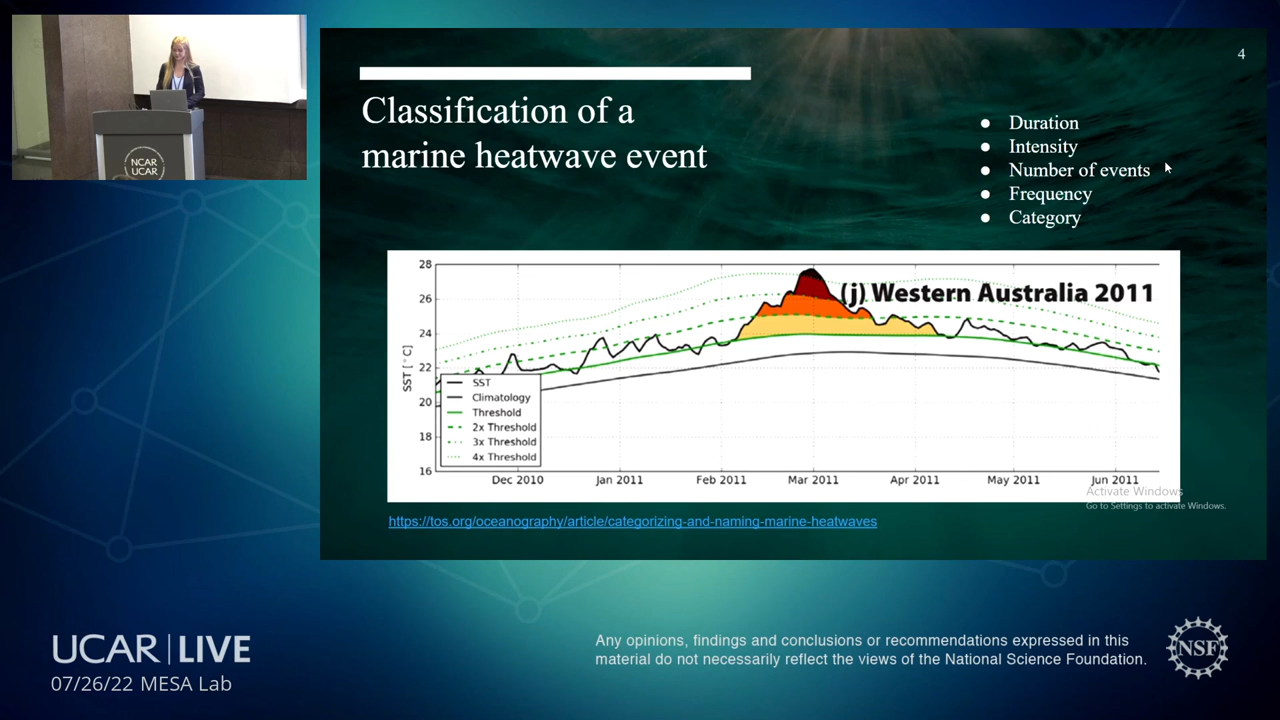 NCAR
UCAR
4
Classification of a
marine heatwave event
● Duration
● Intensity
● Number of events
● Frequency
● Category
28
26
24
22
20
18
16
SST [°C]
(j) Western Australia 2011
SST
Climatology
Threshold
2x Threshold
3x Threshold
4x Threshold
Dec 2010
Jan 2011
Feb 2011
Mar 2011
Apr 2011
May 2011
Jun 2011
Activate Windows
Go to Settings to activate Windows.
https://tos.org/oceanography/article/categorizing-and-naming-marine-heatwaves
UCAR | LIVE
07/26/22 MESA Lab
Any opinions, findings and conclusions or recommendations expressed in this
material do not necessarily reflect the views of the National Science Foundation.
NSF